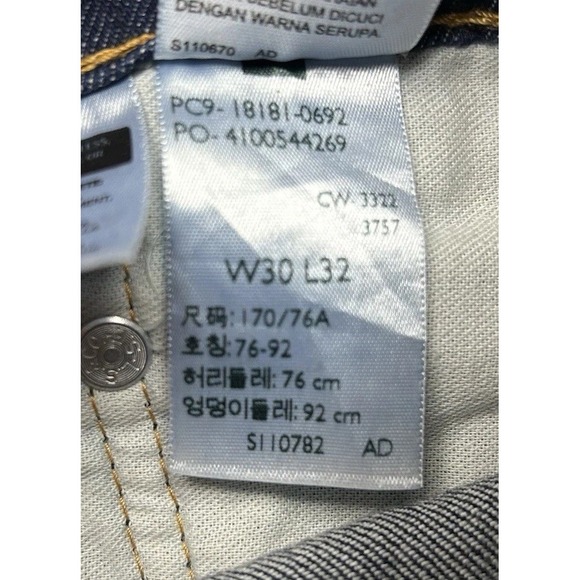 SEBELUM DICUCI
DENGAN WARNA SERUPA.
S110670 AD
PC9-18181-0692
PO-4100544269
CW-3322
3757
W30 L32
尺码:170/76A
호칭:76-92
허리둘레:76 cm
엉덩이둘레:92 cm
S110782 AD